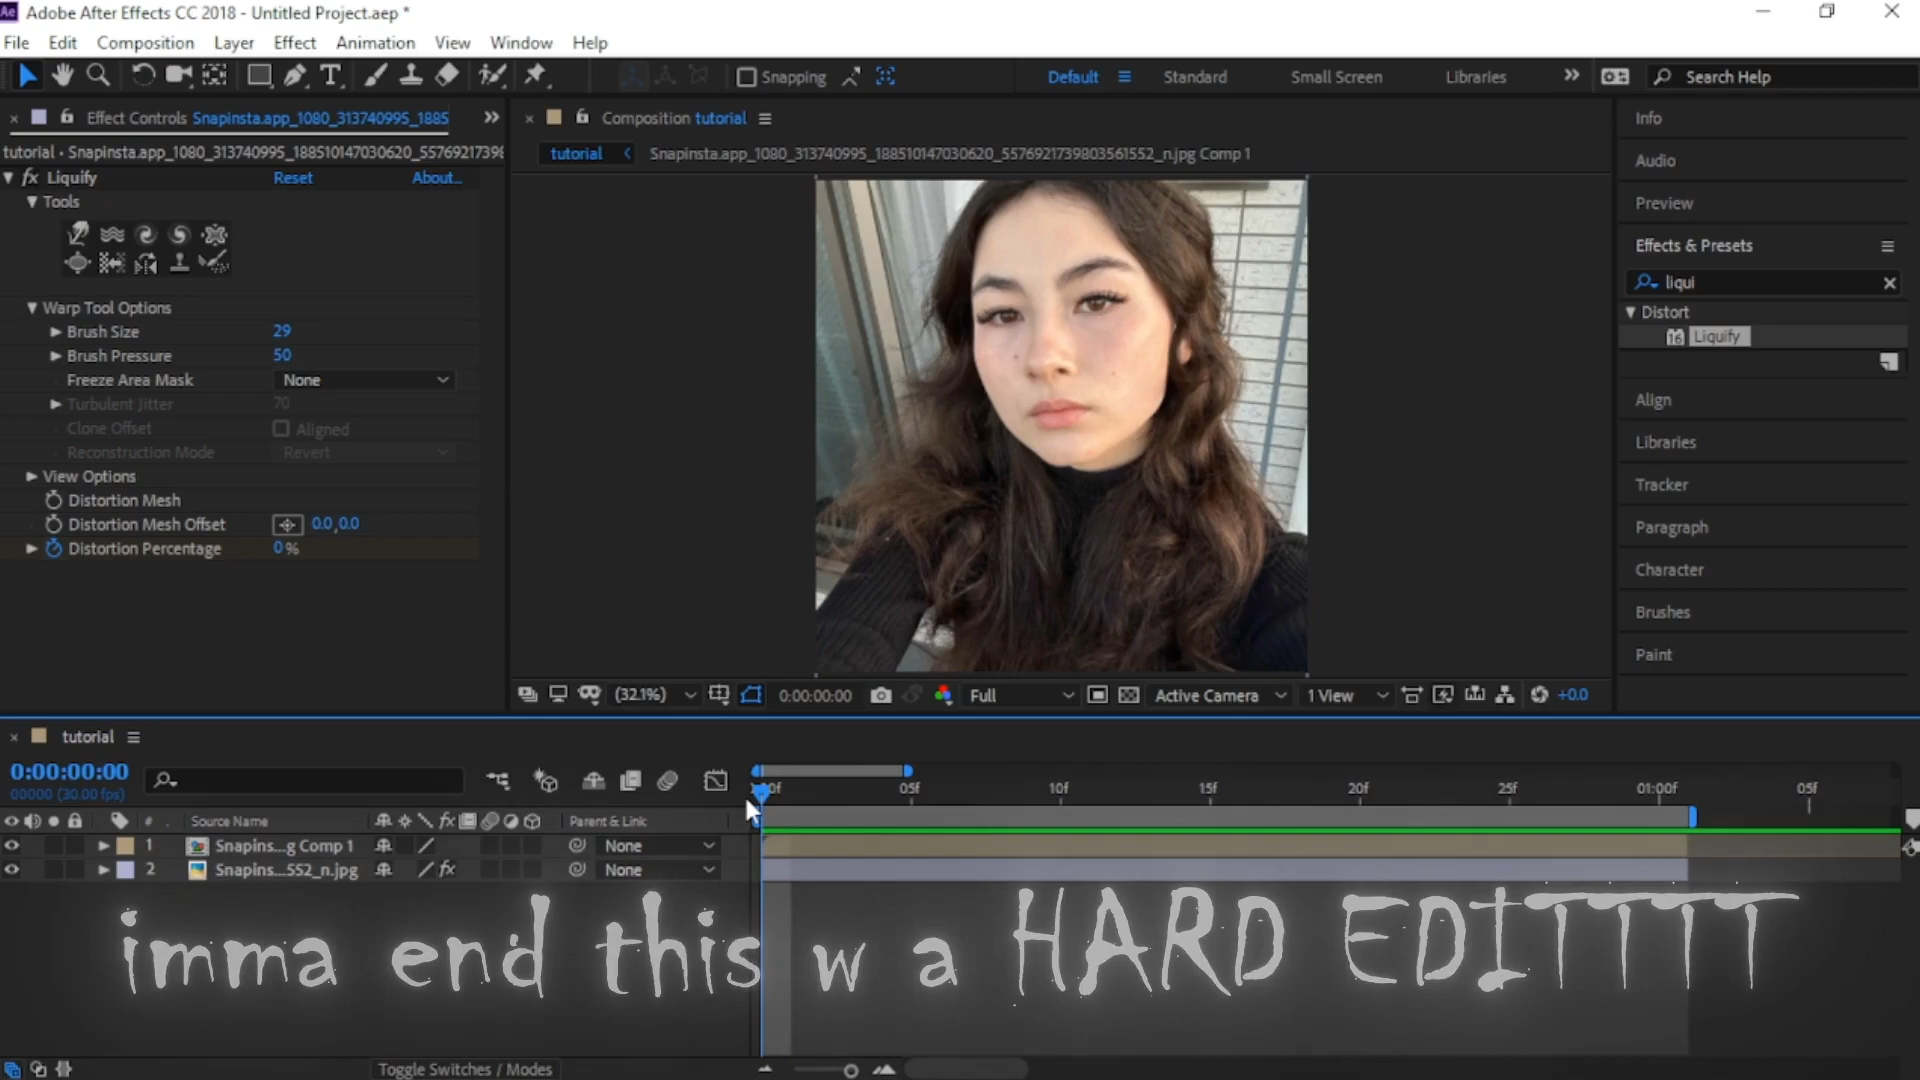 Ae Adobe After Effects CC 2018 - Untitled Project.aep *
File Edit Composition Layer Effect Animation View Window Help
Snapping Default Standard Small Screen Libraries Search Help
Effect Controls Snapinsta.app_1080_313740995_1885
tutorial • Snapinsta.app_1080_313740995_188510147030620_557692173980
fx Liquify Reset About...
Tools
Warp Tool Options
Brush Size 29
Brush Pressure 50
Freeze Area Mask None
Turbulent Jitter 70
Clone Offset Aligned
Reconstruction Mode Revert
View Options
Distortion Mesh
Distortion Mesh Offset 0.0,0.0
Distortion Percentage 0%
Composition tutorial
tutorial Snapinsta.app_1080_313740995_188510147030620_5576921739803561552_n.jpg Comp 1
(32.1%) 0:00:00:00 Full Active Camera 1 View +0.0
Info
Audio
Preview
Effects & Presets
liqui
Distort
16 Liquify
Align
Libraries
Tracker
Paragraph
Character
Brushes
Paint
tutorial
0:00:00:00
00000 (30.00 fps)
05f 10f 15f 20f 25f 01:00f 05f
# Source Name fx Parent & Link
1 Snapins...g Comp 1 None
2 Snapins...552_n.jpg fx None
imma end this w a HARD EDITTTT
Toggle Switches / Modes